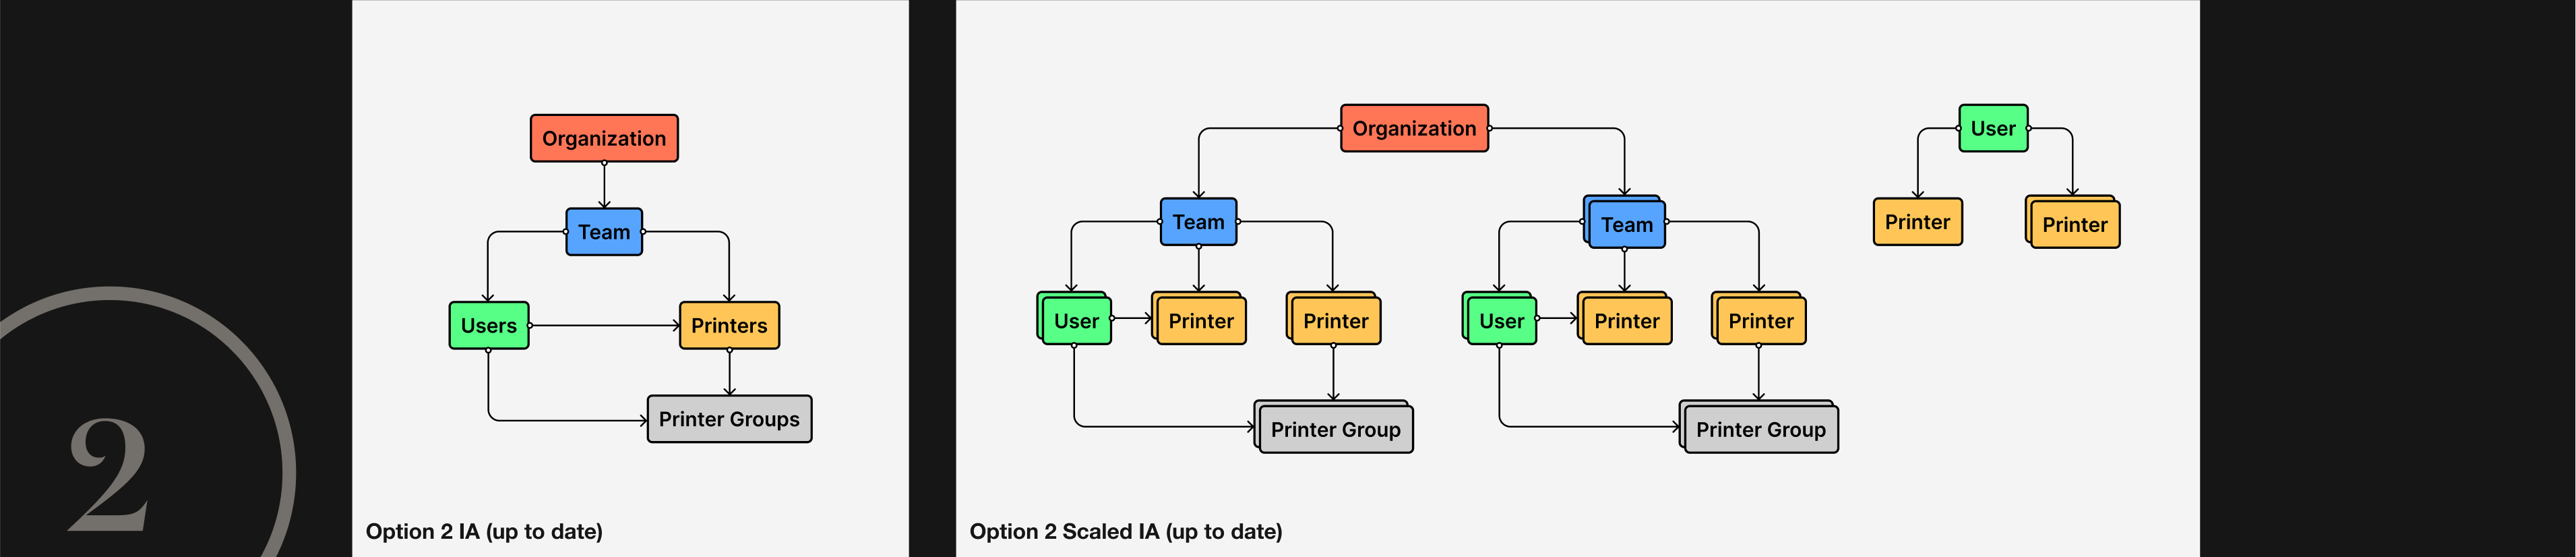 2
Organization
Team
Users
Printers
Printer Groups
Option 2 IA (up to date)
Organization
Team
Team
User
Printer
Printer
User
Printer
Printer
Printer Group
Printer Group
User
Printer
Printer
Option 2 Scaled IA (up to date)